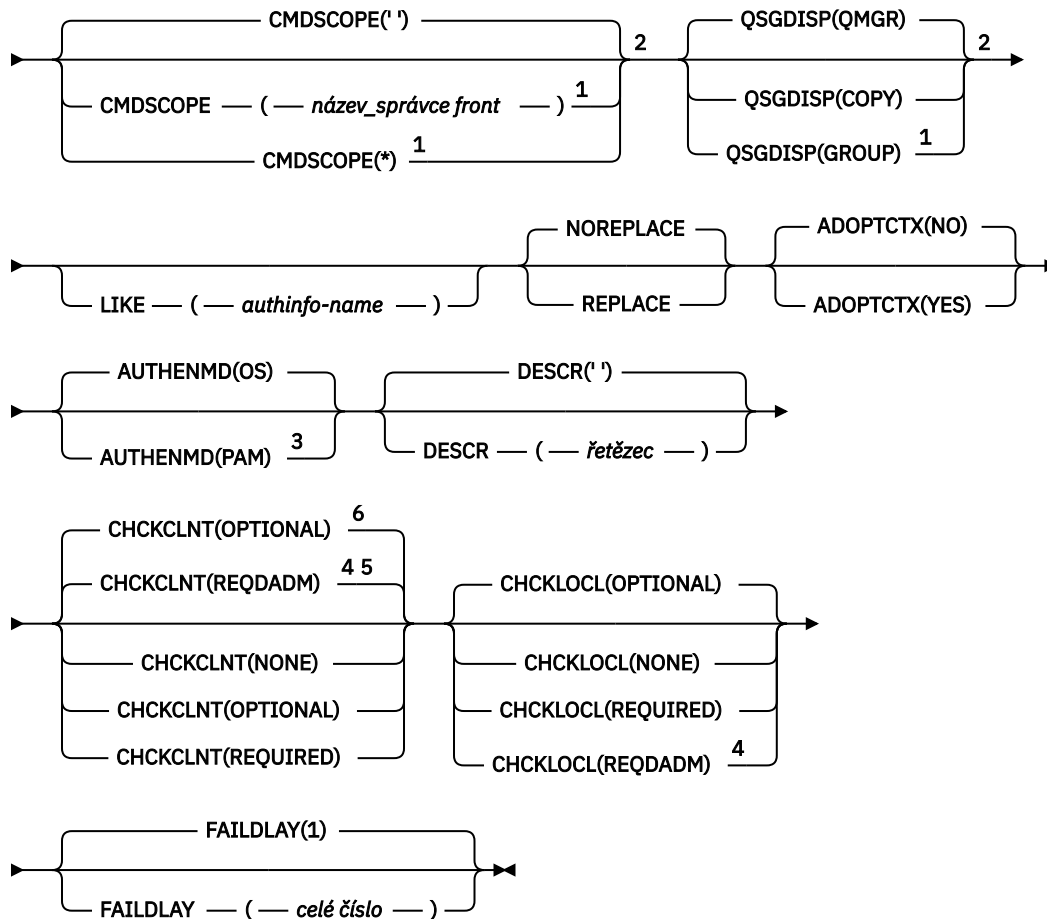 CMDSCOPE(' ')
2
CMDSCOPE ( název_správce front ) 1
CMDSCOPE(*) 1
QSGDISP(QMGR)
2
QSGDISP(COPY)
QSGDISP(GROUP) 1
LIKE ( authinfo-name )
NOREPLACE
REPLACE
ADOPTCTX(NO)
ADOPTCTX(YES)
AUTHENMD(OS)
AUTHENMD(PAM) 3
DESCR(' ')
DESCR ( řetězec )
CHCKCLNT(OPTIONAL) 6
CHCKCLNT(REQDADM) 4 5
CHCKCLNT(NONE)
CHCKCLNT(OPTIONAL)
CHCKCLNT(REQUIRED)
CHCKLOCL(OPTIONAL)
CHCKLOCL(NONE)
CHCKLOCL(REQUIRED)
CHCKLOCL(REQDADM) 4
FAILDLAY(1)
FAILDLAY ( celé číslo )